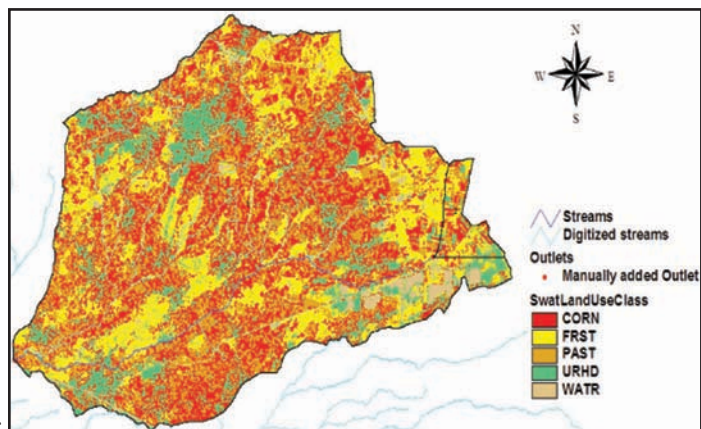 N
W E
S
Streams
Digitized streams
Outlets
Manually added Outlet
SwatLandUseClass
CORN
FRST
PAST
URHD
WATR